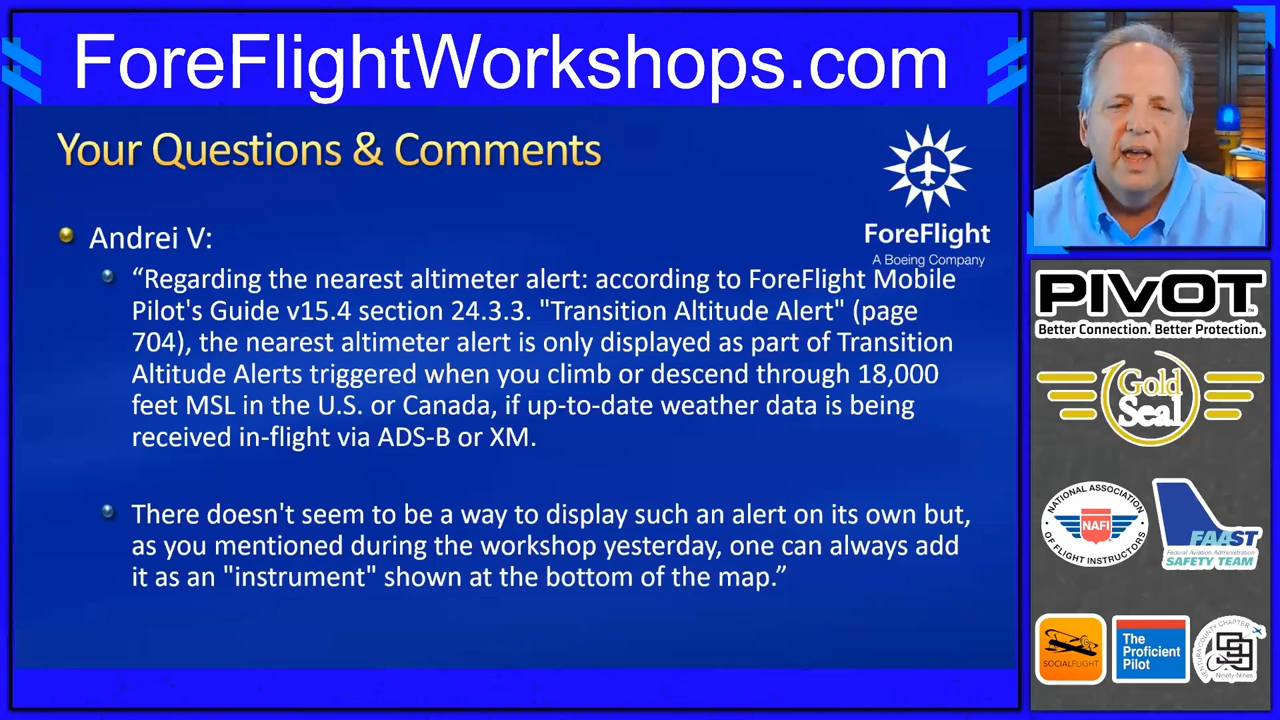 ForeFlightWorkshops.com
Your Questions & Comments
ForeFlight
A Boeing Company
Andrei V:
“Regarding the nearest altimeter alert: according to ForeFlight Mobile
Pilot's Guide v15.4 section 24.3.3. "Transition Altitude Alert" (page
704), the nearest altimeter alert is only displayed as part of Transition
Altitude Alerts triggered when you climb or descend through 18,000
feet MSL in the U.S. or Canada, if up-to-date weather data is being
received in-flight via ADS-B or XM.
There doesn't seem to be a way to display such an alert on its own but,
as you mentioned during the workshop yesterday, one can always add
it as an "instrument" shown at the bottom of the map.”
PIVOT
Better Connection. Better Protection.
Gold
Seal
NATIONAL ASSOCIATION
NAFI
OF FLIGHT INSTRUCTORS
FAAST
Federal Aviation Administration
SAFETY TEAM
SOCIALFLIGHT
The
Proficient
Pilot
VENTURA COUNTY CHAPTER
99
Ninety-Nines